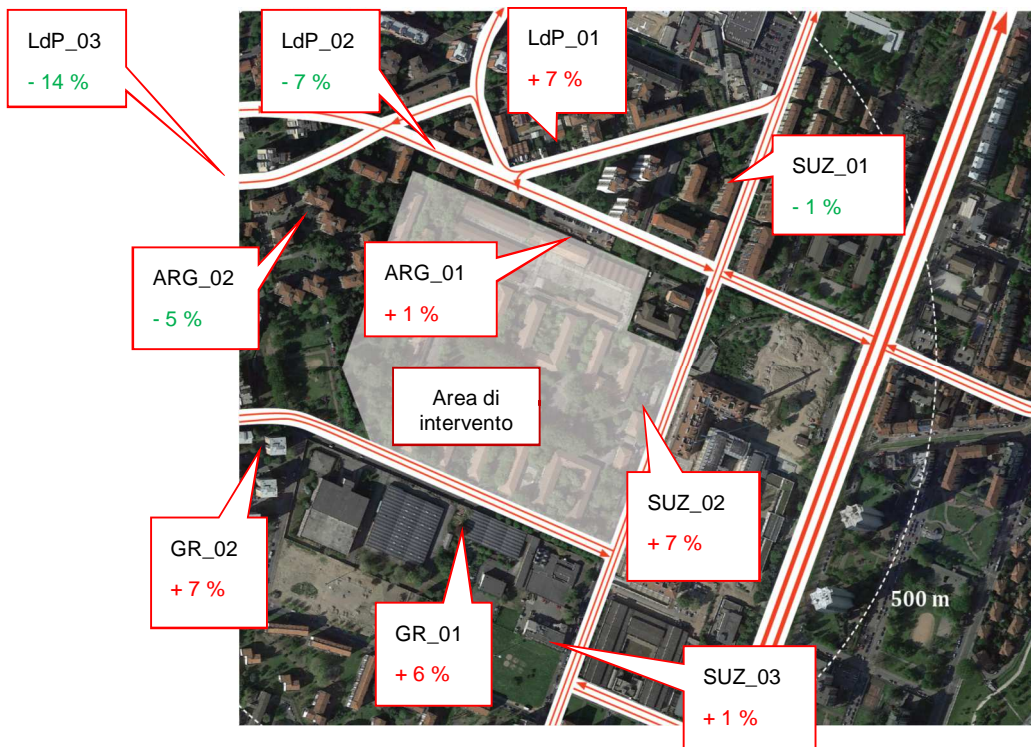 LdP_03
- 14 %
LdP_02
- 7 %
LdP_01
+ 7 %
SUZ_01
- 1 %
ARG_02
- 5 %
ARG_01
+ 1 %
Area di
intervento
SUZ_02
+ 7 %
GR_02
+ 7 %
GR_01
+ 6 %
500 m
SUZ_03
+ 1 %